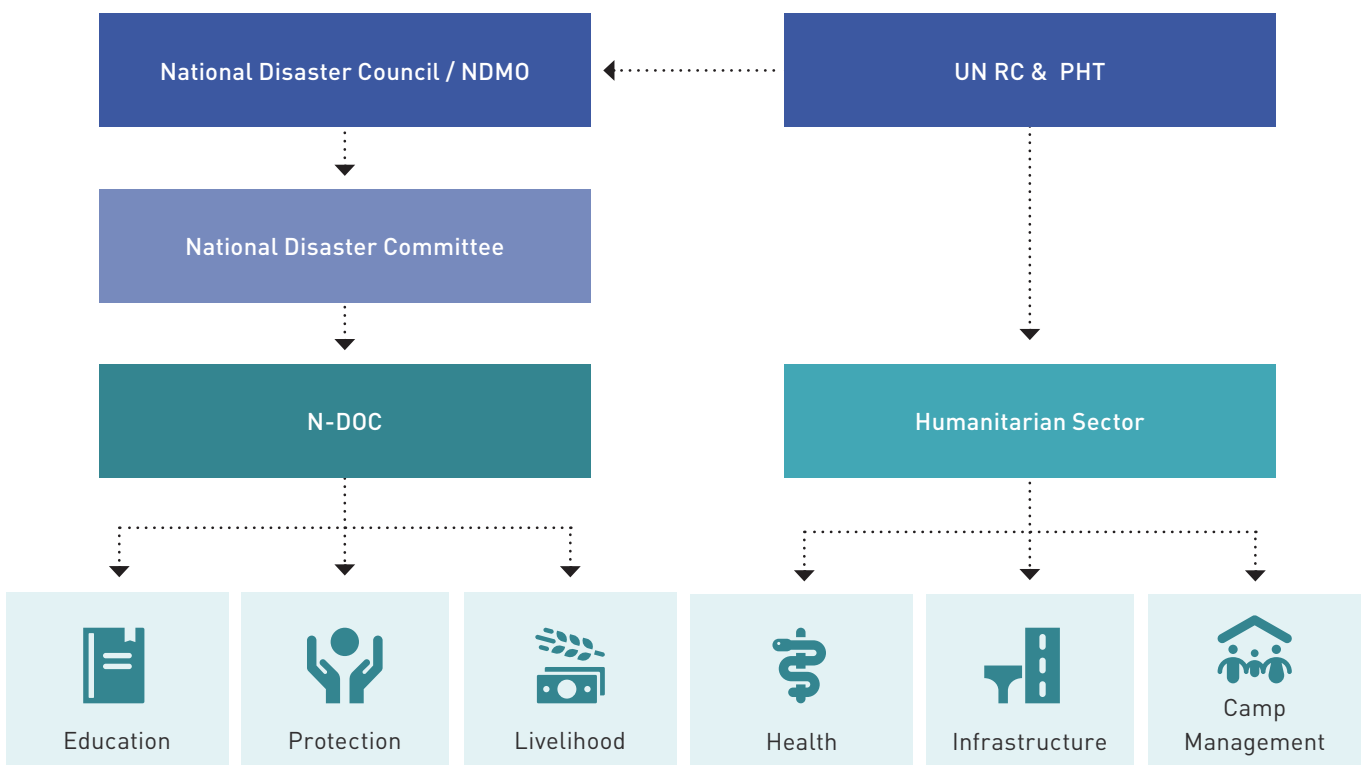 National Disaster Council / NDMO
UN RC & PHT
National Disaster Committee
N-DOC
Humanitarian Sector
Education
Protection
Livelihood
Health
Infrastructure
Camp
Management